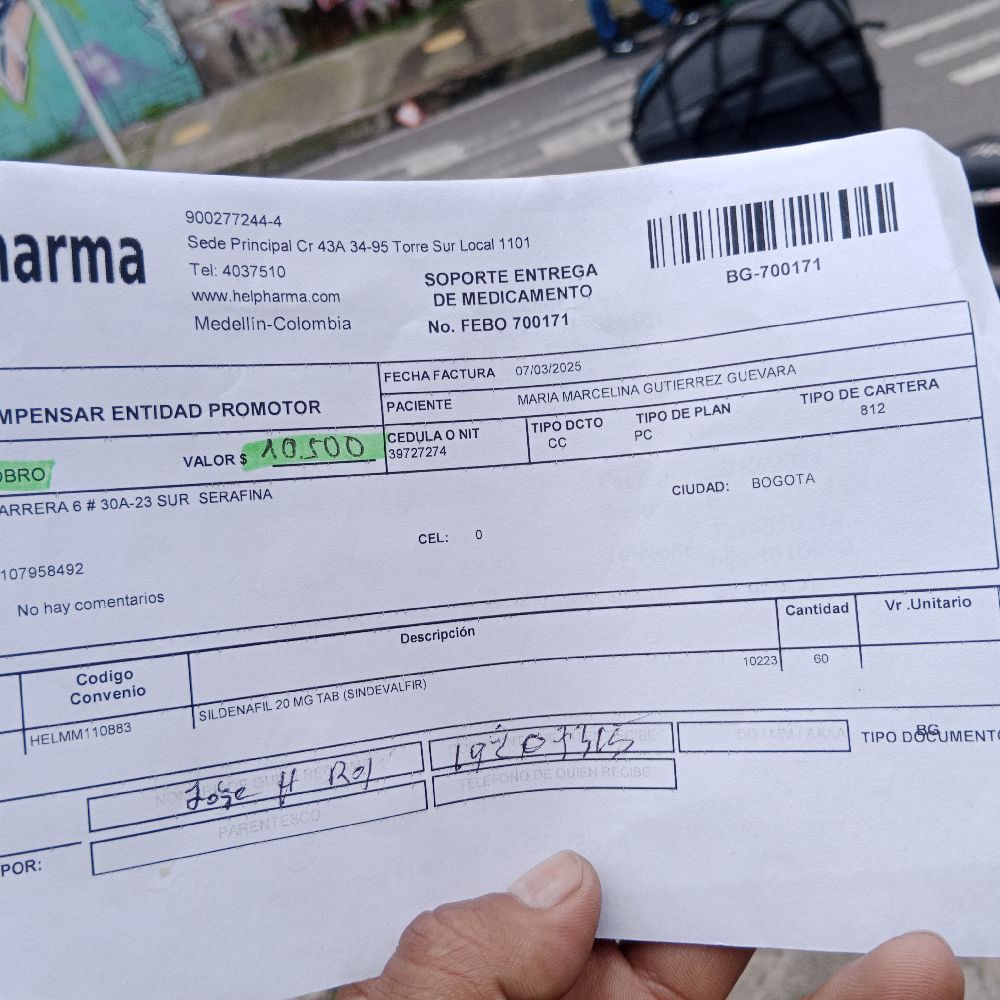 harma
900277244-4
Sede Principal Cr 43A 34-95 Torre Sur Local 1101
Tel: 4037510
www.helpharma.com
Medellín-Colombia
SOPORTE ENTREGA
DE MEDICAMENTO
No. FEBO 700171
BG-700171
FECHA FACTURA 07/03/2025
MPENSAR ENTIDAD PROMOTOR
PACIENTE MARIA MARCELINA GUTIERREZ GUEVARA
OBRO VALOR $ 10.500
CEDULA O NIT
39727274
TIPO DCTO
CC
TIPO DE PLAN
PC
TIPO DE CARTERA
812
ARRERA 6 # 30A-23 SUR SERAFINA
CIUDAD: BOGOTA
CEL: 0
107958492
No hay comentarios
Codigo
Convenio
Descripción
Cantidad
Vr .Unitario
HELMM110883
SILDENAFIL 20 MG TAB (SINDEVALFIR)
10223
60
Jose H
DD / MM / AAAA
BG
TIPO DOCUMENTO
TELEFONO DE QUIEN RECIBE
PARENTESCO
POR: